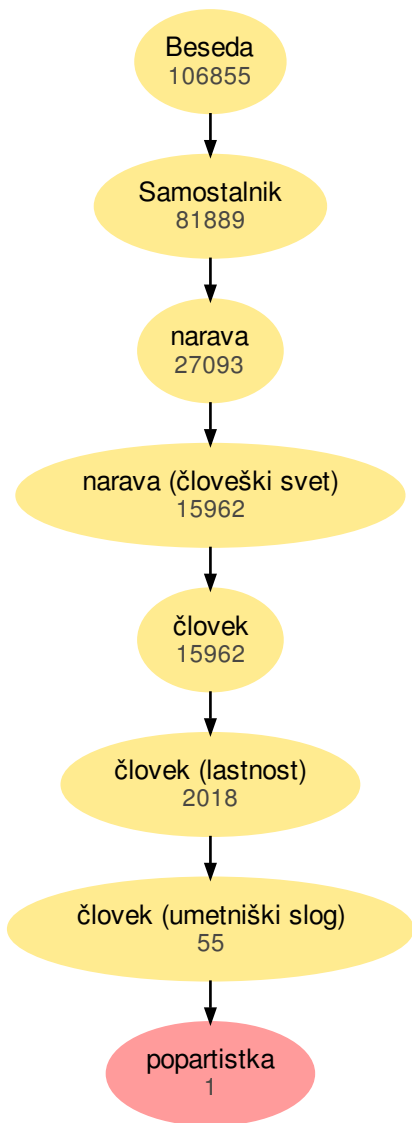 Beseda
106855
Samostalnik
81889
narava
27093
narava (človeški svet)
15962
človek
15962
človek (lastnost)
2018
človek (umetniški slog)
55
popartistka
1